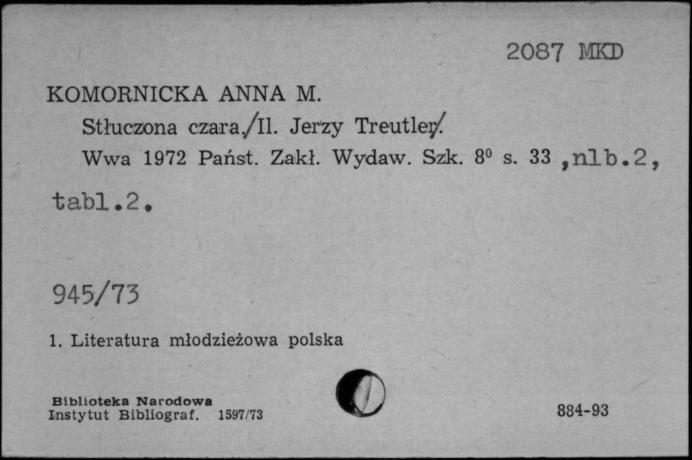 2087 MKD
KOMORNICKA ANNA M.
Stłuczona czara./Il. Jerzy Treutler/.
Wwa 1972 Państ. Zakł. Wydaw. Szk. 8⁰ s. 33 ,nlb.2,
tabl.2.
945/73
1. Literatura młodzieżowa polska
Biblioteka Narodowa
Instytut Bibliograf. 1597/73
884-93